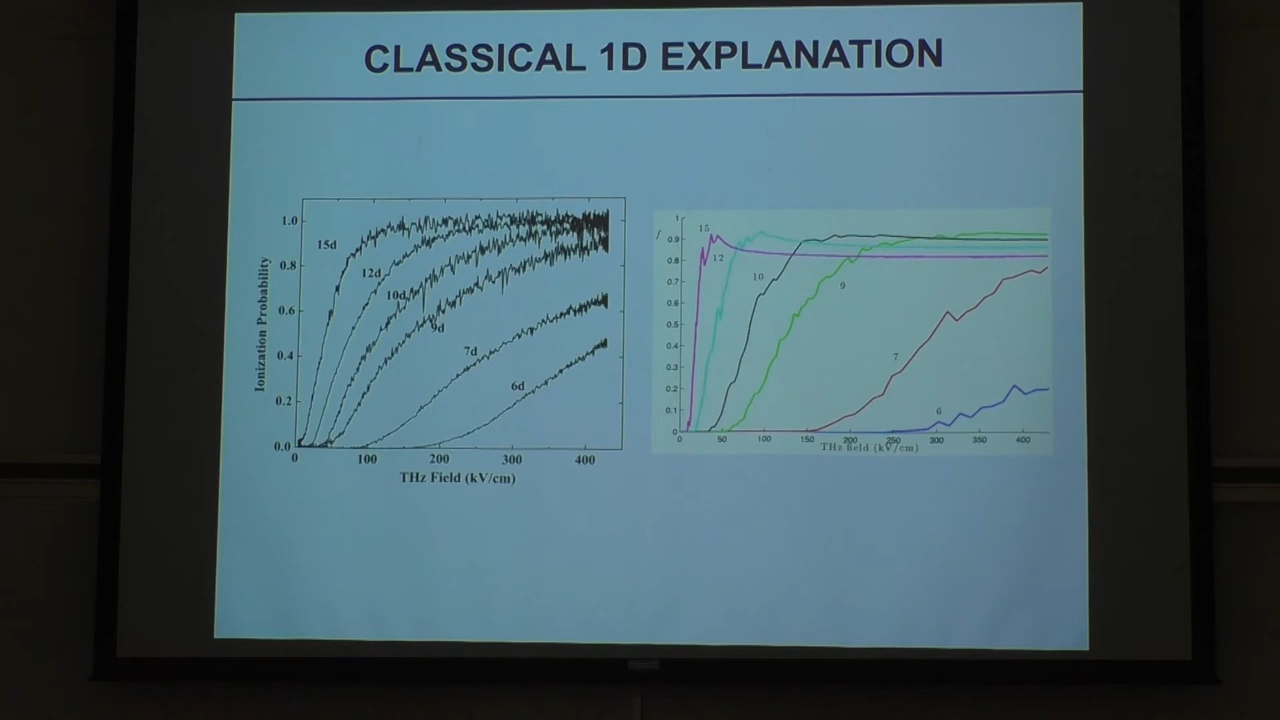 CLASSICAL 1D EXPLANATION
Ionization Probability
1.0
0.8
0.6
0.4
0.2
0.0
15d
12d
10d
9d
7d
6d
0 100 200 300 400
THz Field (kV/cm)
f
1
0.9
0.8
0.7
0.6
0.5
0.4
0.3
0.2
0.1
0
15
12
10
9
7
6
0 50 100 150 200 250 300 350 400
THz field (kV/cm)